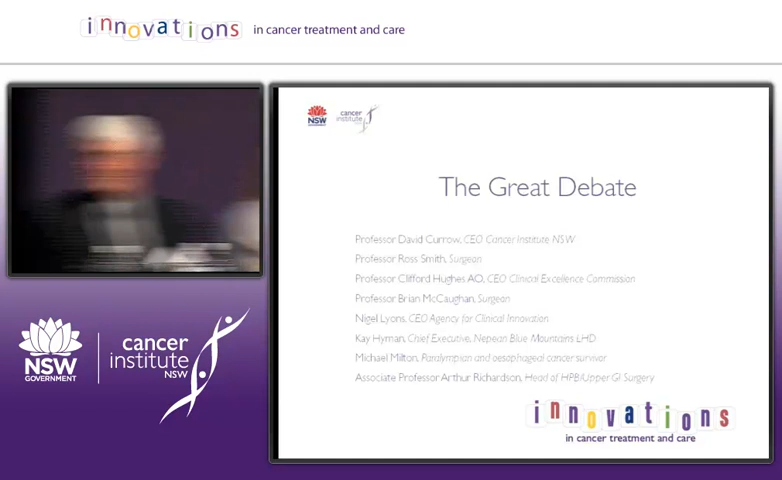 innovations in cancer treatment and care
NSW
GOVERNMENT
cancer
institute
NSW
The Great Debate
Professor David Currow, CEO Cancer Institute NSW
Professor Ross Smith, Surgeon
Professor Clifford Hughes AO, CEO Clinical Excellence Commission
Professor Brian McCaughan, Surgeon
Nigel Lyons, CEO Agency for Clinical Innovation
Kay Hyman, Chief Executive, Nepean Blue Mountains LHD
Michael Milton, Paralympian and oesophageal cancer survivor
Associate Professor Arthur Richardson, Head of HPB/Upper GI Surgery
innovations
in cancer treatment and care
NSW
GOVERNMENT
cancer
institute
NSW